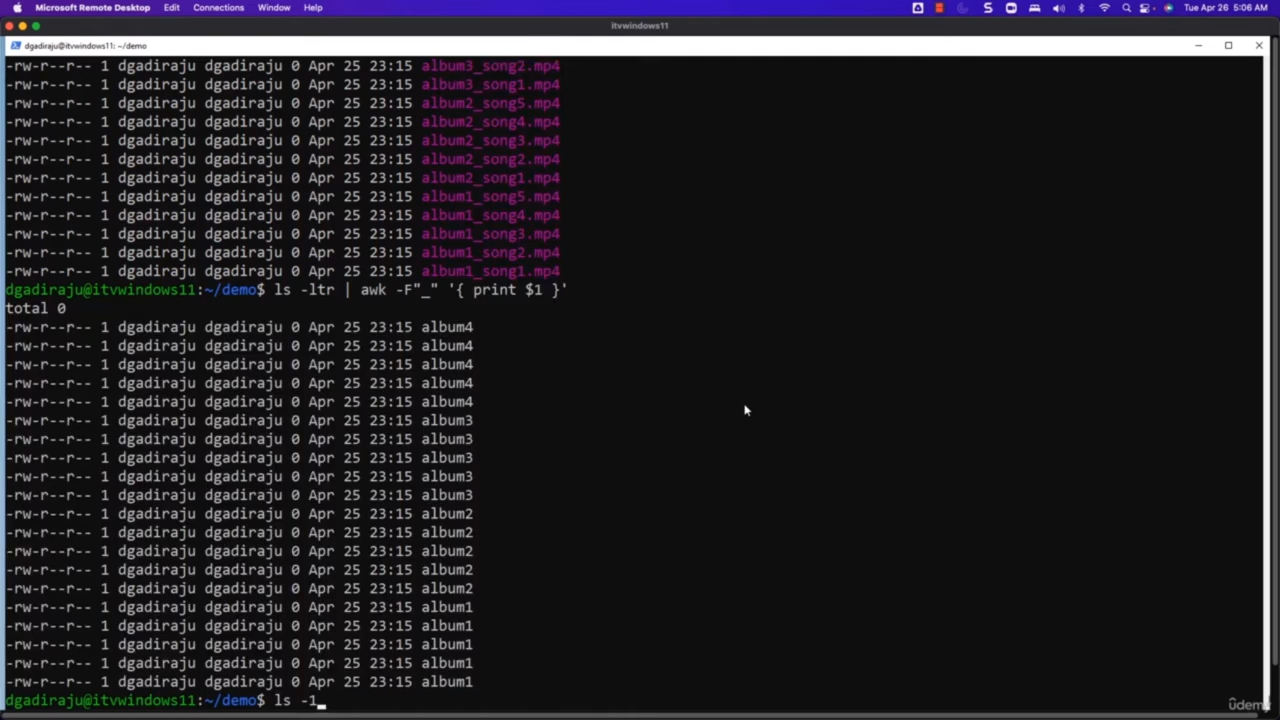 Microsoft Remote Desktop Edit Connections Window Help Tue Apr 26 5:06 AM
itvwindows11
dgadiraju@itvwindows11: ~/demo
-rw-r--r-- 1 dgadiraju dgadiraju 0 Apr 25 23:15 album3_song2.mp4
-rw-r--r-- 1 dgadiraju dgadiraju 0 Apr 25 23:15 album3_song1.mp4
-rw-r--r-- 1 dgadiraju dgadiraju 0 Apr 25 23:15 album2_song5.mp4
-rw-r--r-- 1 dgadiraju dgadiraju 0 Apr 25 23:15 album2_song4.mp4
-rw-r--r-- 1 dgadiraju dgadiraju 0 Apr 25 23:15 album2_song3.mp4
-rw-r--r-- 1 dgadiraju dgadiraju 0 Apr 25 23:15 album2_song2.mp4
-rw-r--r-- 1 dgadiraju dgadiraju 0 Apr 25 23:15 album2_song1.mp4
-rw-r--r-- 1 dgadiraju dgadiraju 0 Apr 25 23:15 album1_song5.mp4
-rw-r--r-- 1 dgadiraju dgadiraju 0 Apr 25 23:15 album1_song4.mp4
-rw-r--r-- 1 dgadiraju dgadiraju 0 Apr 25 23:15 album1_song3.mp4
-rw-r--r-- 1 dgadiraju dgadiraju 0 Apr 25 23:15 album1_song2.mp4
-rw-r--r-- 1 dgadiraju dgadiraju 0 Apr 25 23:15 album1_song1.mp4
dgadiraju@itvwindows11:~/demo$ ls -ltr | awk -F"_" '{ print $1 }'
total 0
-rw-r--r-- 1 dgadiraju dgadiraju 0 Apr 25 23:15 album4
-rw-r--r-- 1 dgadiraju dgadiraju 0 Apr 25 23:15 album4
-rw-r--r-- 1 dgadiraju dgadiraju 0 Apr 25 23:15 album4
-rw-r--r-- 1 dgadiraju dgadiraju 0 Apr 25 23:15 album4
-rw-r--r-- 1 dgadiraju dgadiraju 0 Apr 25 23:15 album4
-rw-r--r-- 1 dgadiraju dgadiraju 0 Apr 25 23:15 album3
-rw-r--r-- 1 dgadiraju dgadiraju 0 Apr 25 23:15 album3
-rw-r--r-- 1 dgadiraju dgadiraju 0 Apr 25 23:15 album3
-rw-r--r-- 1 dgadiraju dgadiraju 0 Apr 25 23:15 album3
-rw-r--r-- 1 dgadiraju dgadiraju 0 Apr 25 23:15 album3
-rw-r--r-- 1 dgadiraju dgadiraju 0 Apr 25 23:15 album2
-rw-r--r-- 1 dgadiraju dgadiraju 0 Apr 25 23:15 album2
-rw-r--r-- 1 dgadiraju dgadiraju 0 Apr 25 23:15 album2
-rw-r--r-- 1 dgadiraju dgadiraju 0 Apr 25 23:15 album2
-rw-r--r-- 1 dgadiraju dgadiraju 0 Apr 25 23:15 album2
-rw-r--r-- 1 dgadiraju dgadiraju 0 Apr 25 23:15 album1
-rw-r--r-- 1 dgadiraju dgadiraju 0 Apr 25 23:15 album1
-rw-r--r-- 1 dgadiraju dgadiraju 0 Apr 25 23:15 album1
-rw-r--r-- 1 dgadiraju dgadiraju 0 Apr 25 23:15 album1
-rw-r--r-- 1 dgadiraju dgadiraju 0 Apr 25 23:15 album1
dgadiraju@itvwindows11:~/demo$ ls -1
ûdemy